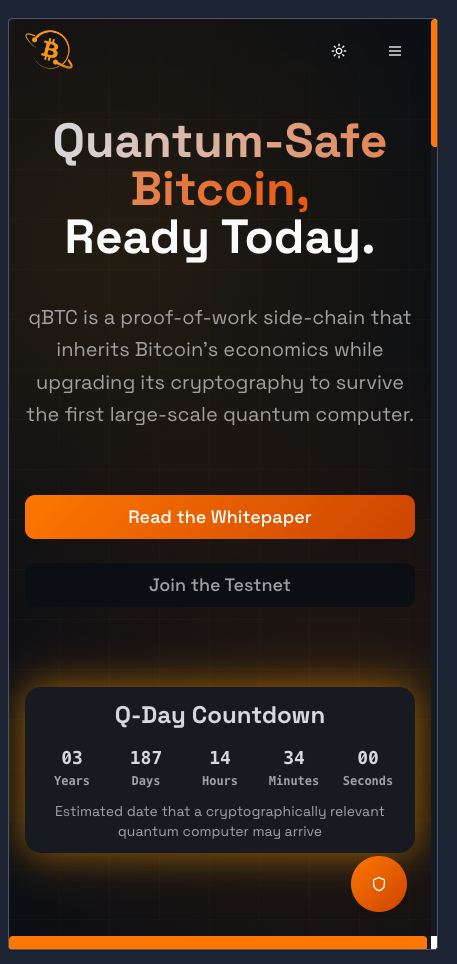 Quantum-Safe
Bitcoin,
Ready Today.
qBTC is a proof-of-work side-chain that
inherits Bitcoin’s economics while
upgrading its cryptography to survive
the first large-scale quantum computer.
Read the Whitepaper
Join the Testnet
Q-Day Countdown
03 187 14 34 00
Years Days Hours Minutes Seconds
Estimated date that a cryptographically relevant
quantum computer may arrive